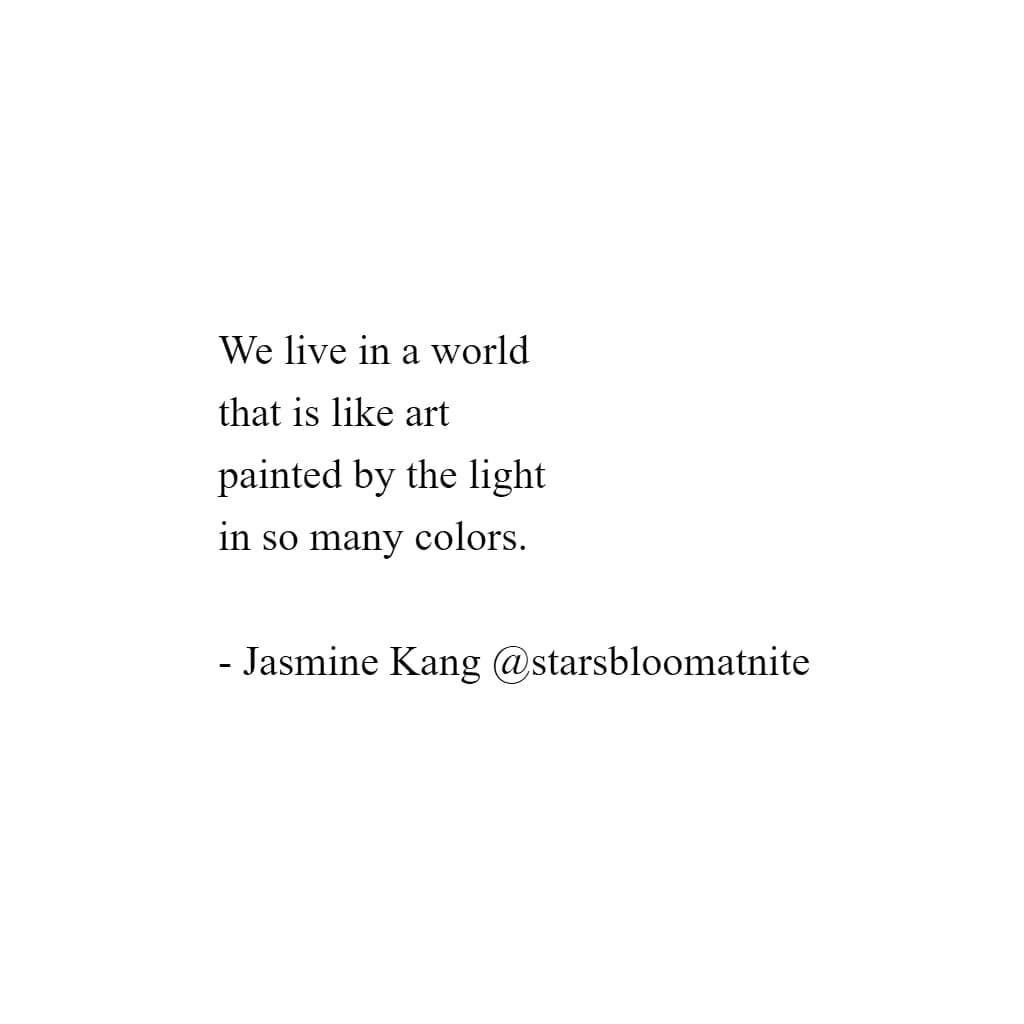 We live in a world
that is like art
painted by the light
in so many colors.
- Jasmine Kang @starsbloomatnite